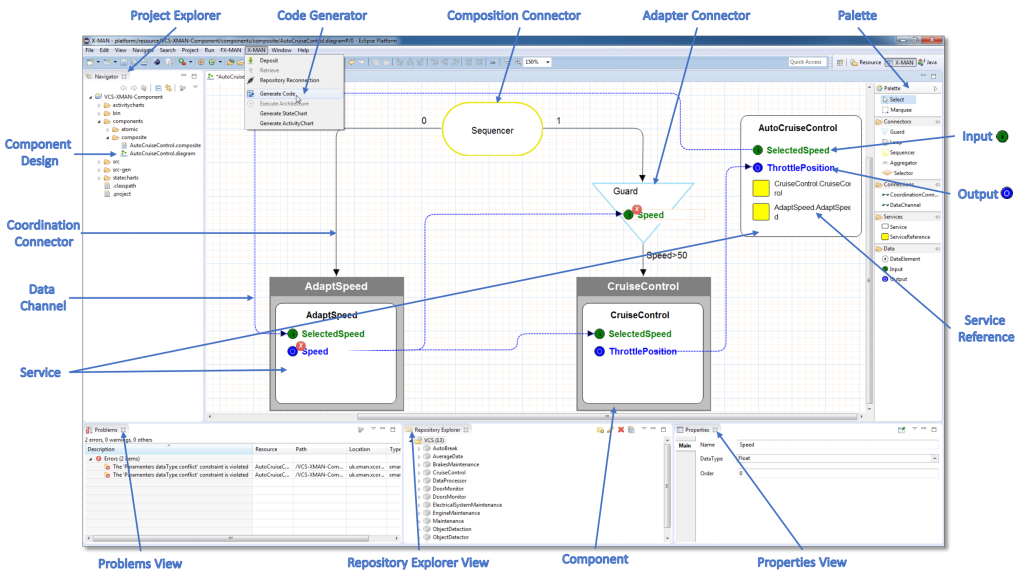 Project Explorer
Code Generator
Composition Connector
Adapter Connector
Palette
X-MAN - platform:/resource/VCS-XMAN-Component/components/composite/AutoCruiseControl.diagram#/0 - Eclipse Platform
File Edit View Navigate Search Project Run FX-MAN X-MAN Window Help
150%
Quick Access
Resource
X-MAN
Java
Navigator
*AutoCruise
Deposit
Retrieve
Repository Reconnection
Generate Code
Execute Architecture
Generate StateChart
Generate ActivityChart
VCS-XMAN-Component
activitycharts
bin
components
atomic
composite
AutoCruiseControl.composite
AutoCruiseControl.diagram
src
src-gen
statecharts
.classpath
.project
Component
Design
Coordination
Connector
Data
Channel
Service
0
Sequencer
1
Guard
Speed
Speed>50
AutoCruiseControl
SelectedSpeed
ThrottlePosition
CruiseControl.CruiseCor
rol
AdaptSpeed.AdaptSpee
d
AdaptSpeed
AdaptSpeed
SelectedSpeed
Speed
CruiseControl
CruiseControl
SelectedSpeed
ThrottlePosition
Palette
Select
Marquee
Connectors
Guard
Loop
Sequencer
Aggregator
Selector
Connections
CoordinationConn...
DataChannel
Services
Service
ServiceReference
Data
DataElement
Input
Output
Input
Output
Service
Reference
Problems
2 errors, 0 warnings, 0 others
Description Resource Path Location Type
Errors (2 items)
The 'Paramenters dataType conflict' constraint is violated AutoCruiseC... /VCS-XMAN-Com... uk.xman.xcor... xmar
The 'Paramenters dataType conflict' constraint is violated AutoCruiseC... /VCS-XMAN-Com... uk.xman.xcor... xmar
Repository Explorer
VCS (13)
AutoBreak
AverageData
BrakesMaintenance
CruiseControl
DataProcessor
DoorMonitor
DoorsMonitor
ElectricalSystemMaintenance
EngineMaintenance
Maintenance
ObjectDetection
ObjectDetector
Properties
Main
Name Speed
DataType Float
Order 0
Problems View
Repository Explorer View
Component
Properties View